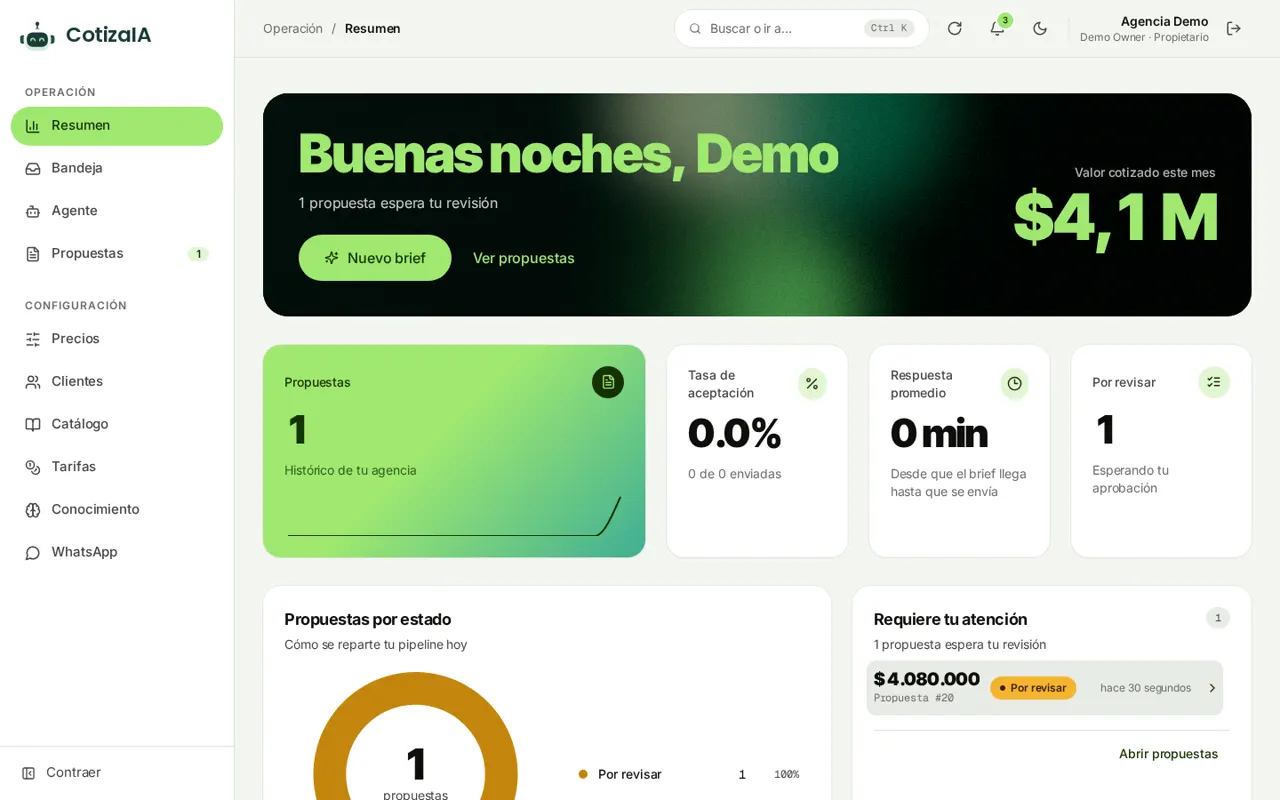 CotizaIA
OPERACIÓN
Resumen
Bandeja
Agente
Propuestas 1
CONFIGURACIÓN
Precios
Clientes
Catálogo
Tarifas
Conocimiento
WhatsApp
Contraer
Operación / Resumen
Buscar o ir a...
Ctrl K
3
Agencia Demo
Demo Owner · Propietario
Buenas noches, Demo
1 propuesta espera tu revisión
Nuevo brief
Ver propuestas
Valor cotizado este mes
$4,1 M
Propuestas
1
Histórico de tu agencia
Tasa de
aceptación
0.0%
0 de 0 enviadas
Respuesta
promedio
0 min
Desde que el brief llega
hasta que se envía
Por revisar
1
Esperando tu
aprobación
Propuestas por estado
Cómo se reparte tu pipeline hoy
1
propuestas
Por revisar 1 100%
Requiere tu atención
1
1 propuesta espera tu revisión
$4.080.000
Propuesta #20
Por revisar
hace 30 segundos
Abrir propuestas